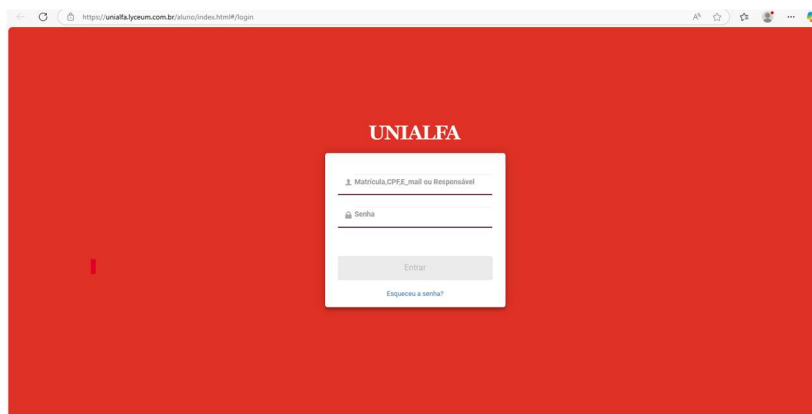 https://unialfa.lyceum.com.br/aluno/index.html#/login
UNIALFA
Matrícula,CPF,E_mail ou Responsável
Senha
Entrar
Esqueceu a senha?